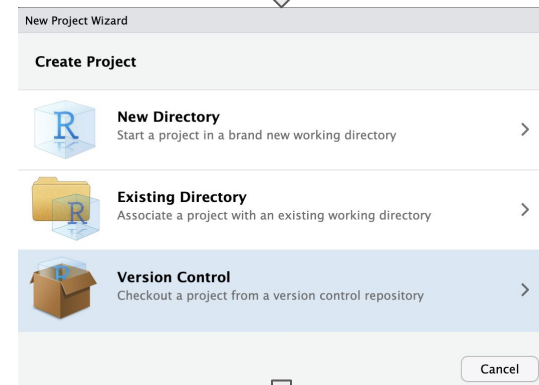 New Project Wizard
Create Project
R
New Directory
Start a project in a brand new working directory
R
Existing Directory
Associate a project with an existing working directory
R
Version Control
Checkout a project from a version control repository
Cancel